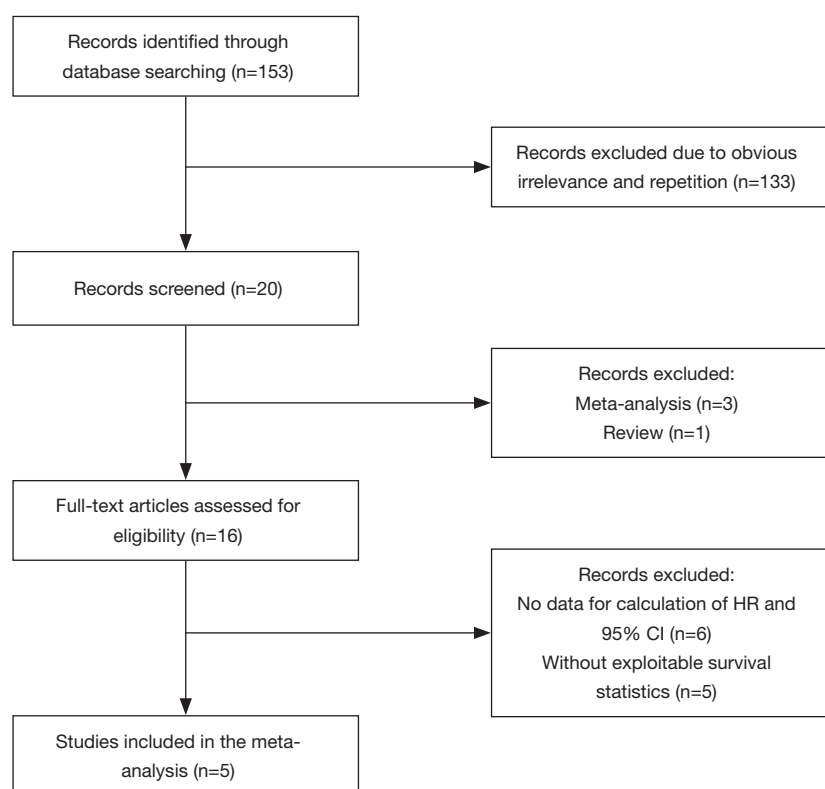 Records identified through
database searching (n=153)
Records excluded due to obvious
irrelevance and repetition (n=133)
Records screened (n=20)
Records excluded:
Meta-analysis (n=3)
Review (n=1)
Full-text articles assessed for
eligibility (n=16)
Records excluded:
No data for calculation of HR and
95% CI (n=6)
Without exploitable survival
statistics (n=5)
Studies included in the meta-
analysis (n=5)